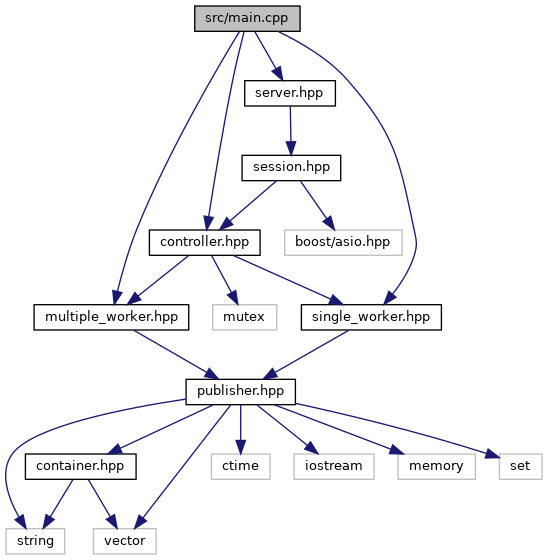 src/main.cpp
server.hpp
session.hpp
controller.hpp
boost/asio.hpp
multiple_worker.hpp
mutex
single_worker.hpp
publisher.hpp
container.hpp
ctime
iostream
memory
set
string
vector